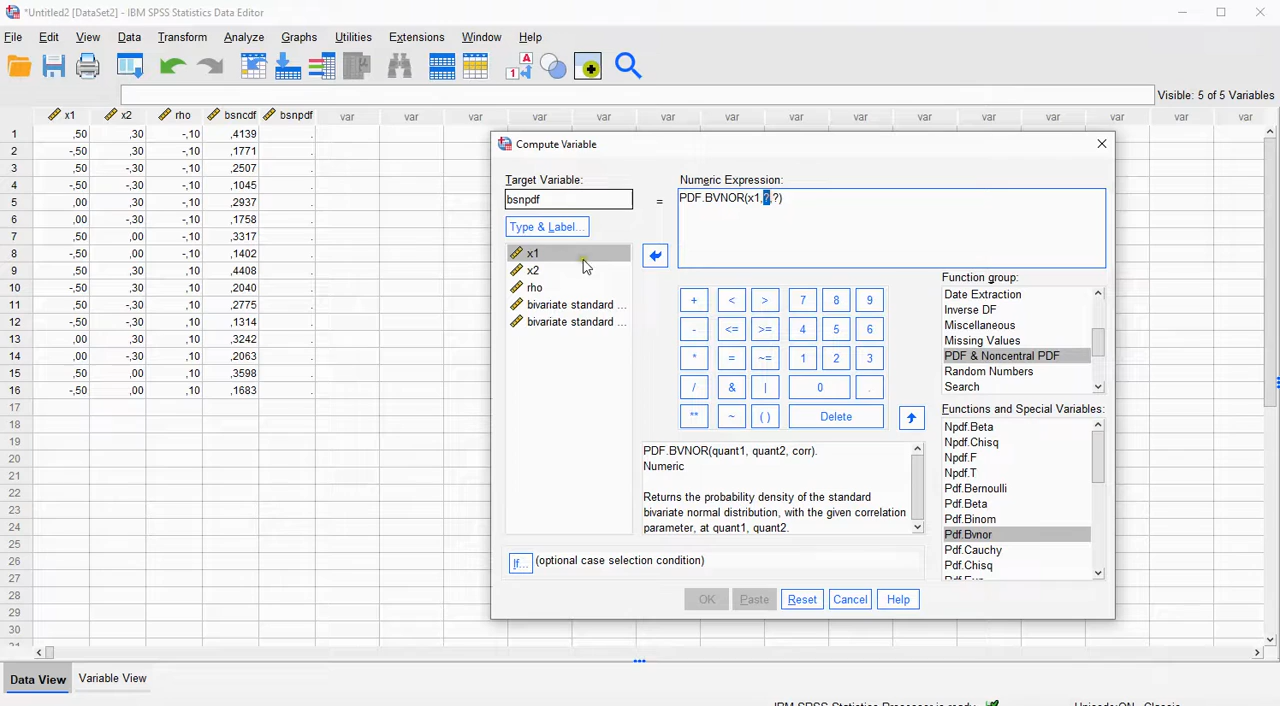 *Untitled2 [DataSet2] - IBM SPSS Statistics Data Editor
File Edit View Data Transform Analyze Graphs Utilities Extensions Window Help
Visible: 5 of 5 Variables
x1 x2 rho bsncdf bsnpdf var var var var var var var var var var var var var var var
1 ,50 ,30 -,10 ,4139 .
2 -,50 ,30 -,10 ,1771 .
3 ,50 -,30 -,10 ,2507 .
4 -,50 -,30 -,10 ,1045 .
5 ,00 ,30 -,10 ,2937 .
6 ,00 -,30 -,10 ,1758 .
7 ,50 ,00 -,10 ,3317 .
8 -,50 ,00 -,10 ,1402 .
9 ,50 ,30 ,10 ,4408 .
10 -,50 ,30 ,10 ,2040 .
11 ,50 -,30 ,10 ,2775 .
12 -,50 -,30 ,10 ,1314 .
13 ,00 ,30 ,10 ,3242 .
14 ,00 -,30 ,10 ,2063 .
15 ,50 ,00 ,10 ,3598 .
16 -,50 ,00 ,10 ,1683 .
17
18
19
20
21
22
23
24
25
26
27
28
29
30
Compute Variable
Target Variable:
bsnpdf
=
Numeric Expression:
PDF.BVNOR(x1,?,?)
Type & Label...
x1
x2
rho
bivariate standard ...
bivariate standard ...
+ < > 7 8 9
- <= >= 4 5 6
* = ~= 1 2 3
/ & | 0 .
** ~ ( ) Delete
Function group:
Date Extraction
Inverse DF
Miscellaneous
Missing Values
PDF & Noncentral PDF
Random Numbers
Search
Functions and Special Variables:
Npdf.Beta
Npdf.Chisq
Npdf.F
Npdf.T
Pdf.Bernoulli
Pdf.Beta
Pdf.Binom
Pdf.Bvnor
Pdf.Cauchy
Pdf.Chisq
PDF.BVNOR(quant1, quant2, corr).
Numeric
Returns the probability density of the standard
bivariate normal distribution, with the given correlation
parameter, at quant1, quant2.
If... (optional case selection condition)
OK Paste Reset Cancel Help
Data View Variable View
IBM SPSS Statistics Processor is ready Unicode:ON Classic